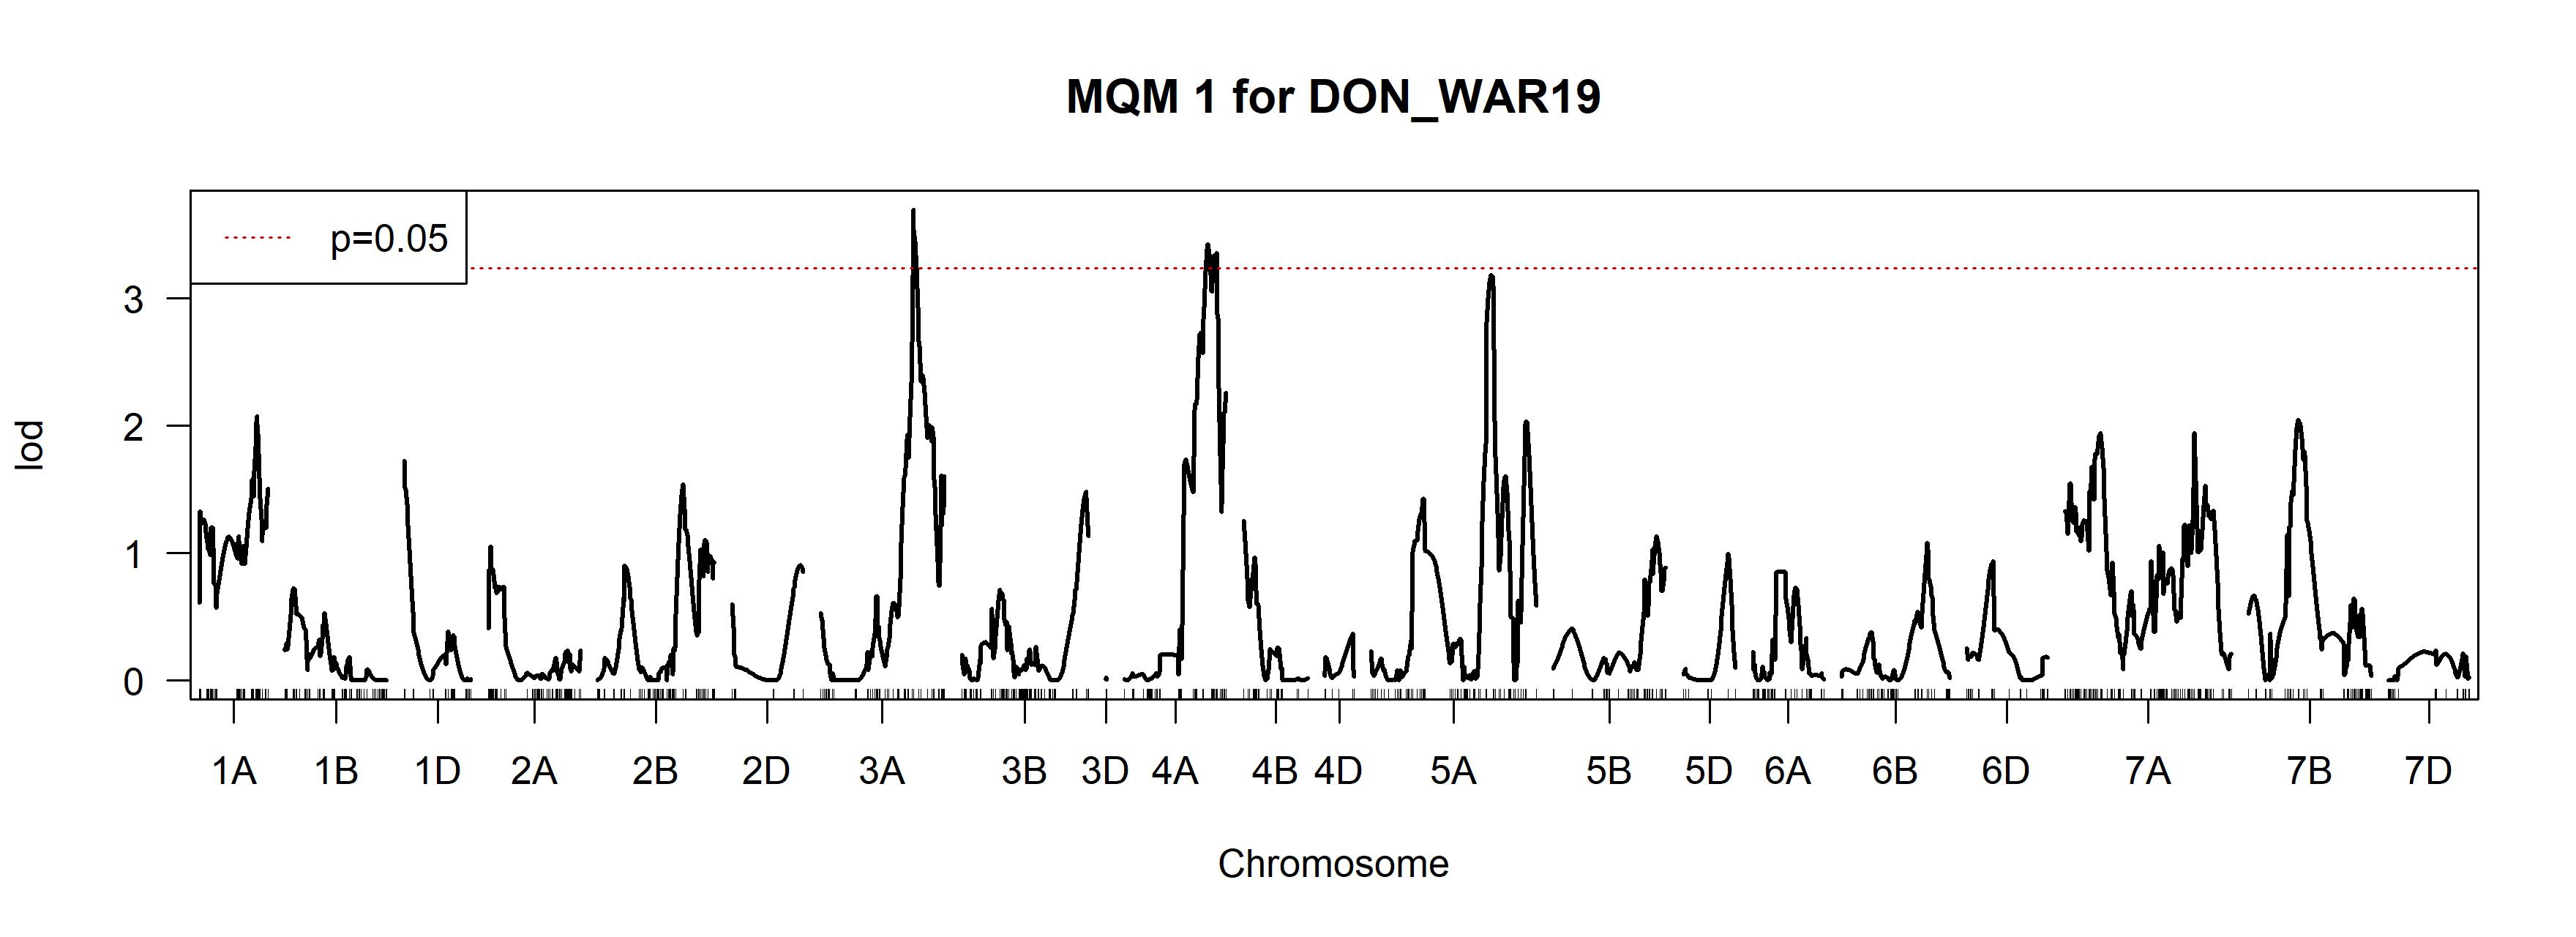 MQM 1 for DON_WAR19
p=0.05
3
2
1
0
lod
1A 1B 1D 2A 2B 2D 3A 3B 3D 4A 4B 4D 5A 5B 5D 6A 6B 6D 7A 7B 7D
Chromosome